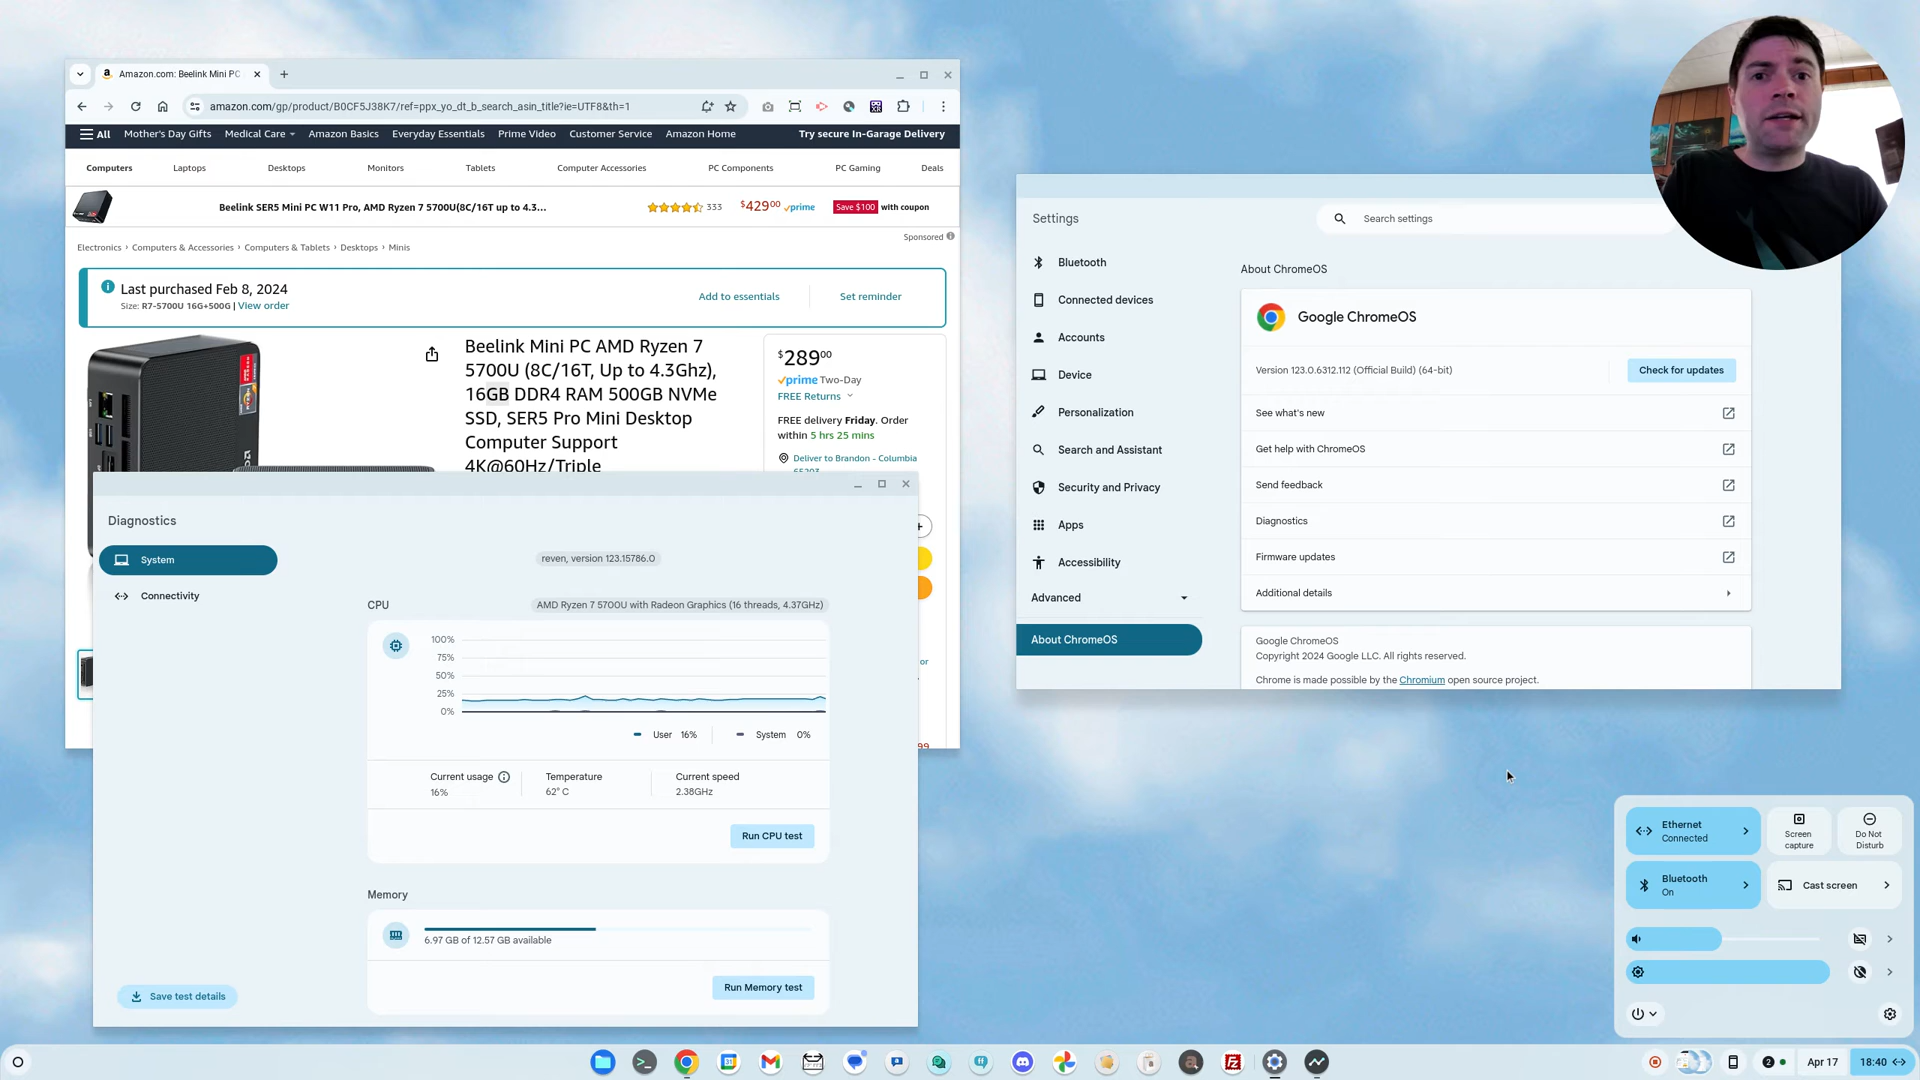 Amazon.com: Beelink Mini PC
amazon.com/gp/product/B0CF5J38K7/ref=ppx_yo_dt_b_search_asin_title?ie=UTF8&th=1
All Mother's Day Gifts Medical Care Amazon Basics Everyday Essentials Prime Video Customer Service Amazon Home Try secure In-Garage Delivery
Computers Laptops Desktops Monitors Tablets Computer Accessories PC Components PC Gaming Deals
Beelink SER5 Mini PC W11 Pro, AMD Ryzen 7 5700U(8C/16T up to 4.3... 333 $42900 prime Save $100 with coupon
Sponsored
Electronics › Computers & Accessories › Computers & Tablets › Desktops › Minis
Last purchased Feb 8, 2024
Size: R7-5700U 16G+500G | View order
Add to essentials
Set reminder
Beelink Mini PC AMD Ryzen 7
5700U (8C/16T, Up to 4.3Ghz),
16GB DDR4 RAM 500GB NVMe
SSD, SER5 Pro Mini Desktop
Computer Support
4K@60Hz/Triple
$28900
prime Two-Day
FREE Returns
FREE delivery Friday. Order
within 5 hrs 25 mins
Deliver to Brandon - Columbia
or
99
Diagnostics
System
Connectivity
Save test details
reven, version 123.15786.0
CPU
AMD Ryzen 7 5700U with Radeon Graphics (16 threads, 4.37GHz)
100%
75%
50%
25%
0%
User 16%
System 0%
Current usage
16%
Temperature
62° C
Current speed
2.38GHz
Run CPU test
Memory
6.97 GB of 12.57 GB available
Run Memory test
Settings
Search settings
Bluetooth
Connected devices
Accounts
Device
Personalization
Search and Assistant
Security and Privacy
Apps
Accessibility
Advanced
About ChromeOS
About ChromeOS
Google ChromeOS
Version 123.0.6312.112 (Official Build) (64-bit)
Check for updates
See what's new
Get help with ChromeOS
Send feedback
Diagnostics
Firmware updates
Additional details
Google ChromeOS
Copyright 2024 Google LLC. All rights reserved.
Chrome is made possible by the Chromium open source project.
Ethernet
Connected
Screen
capture
Do Not
Disturb
Bluetooth
On
Cast screen
2
Apr 17
18:40